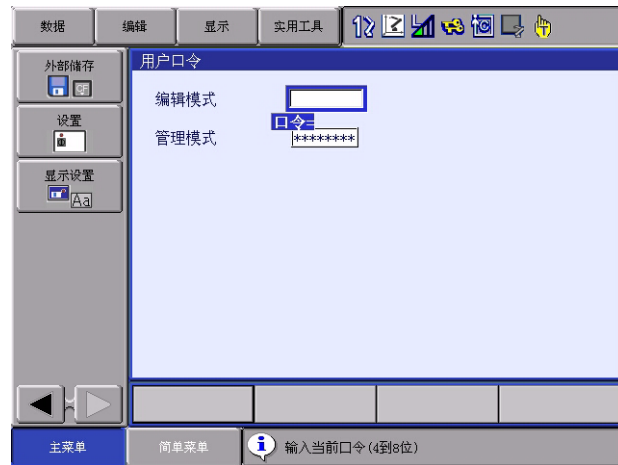 数据 编辑 显示 实用工具
外部储存
CF
设置
显示设置
Aa
用户口令
编辑模式
口令=
管理模式 ********
主菜单 简单菜单 输入当前口令(4到8位)